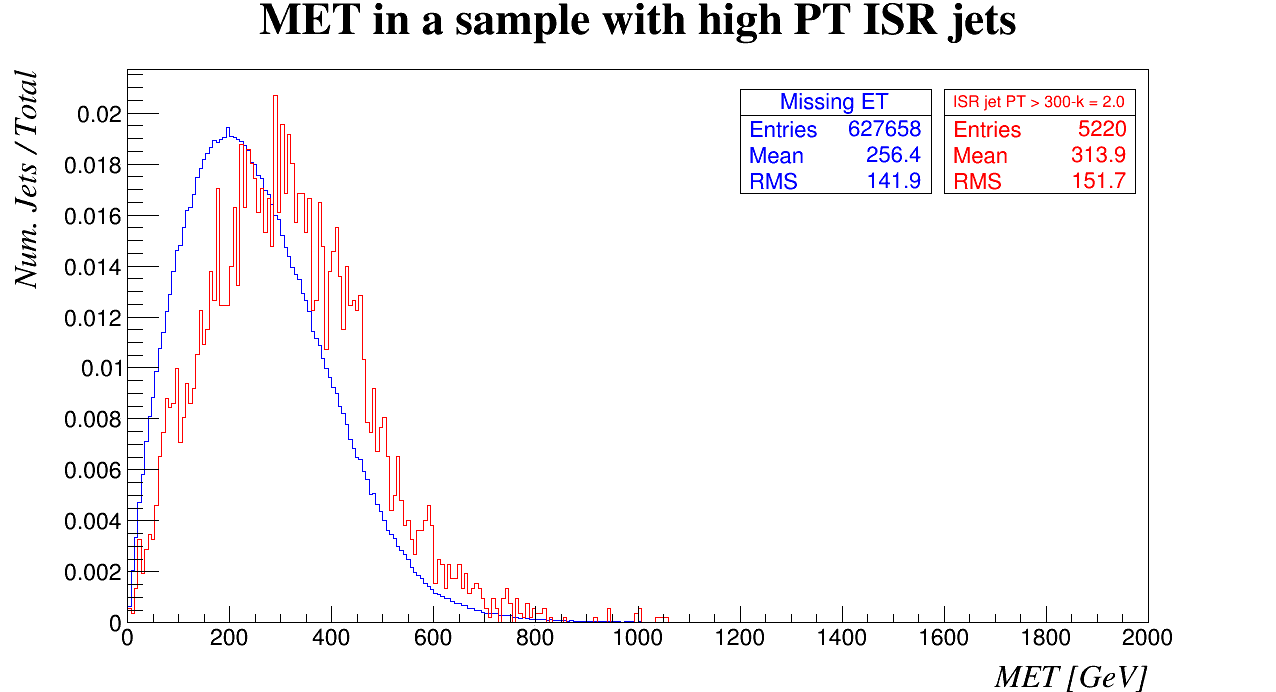 MET in a sample with high PT ISR jets
Num. Jets / Total
Missing ET
Entries 627658
Mean 256.4
RMS 141.9
ISR jet PT > 300-k = 2.0
Entries 5220
Mean 313.9
RMS 151.7
0.02
0.018
0.016
0.014
0.012
0.01
0.008
0.006
0.004
0.002
0
0 200 400 600 800 1000 1200 1400 1600 1800 2000
MET [GeV]